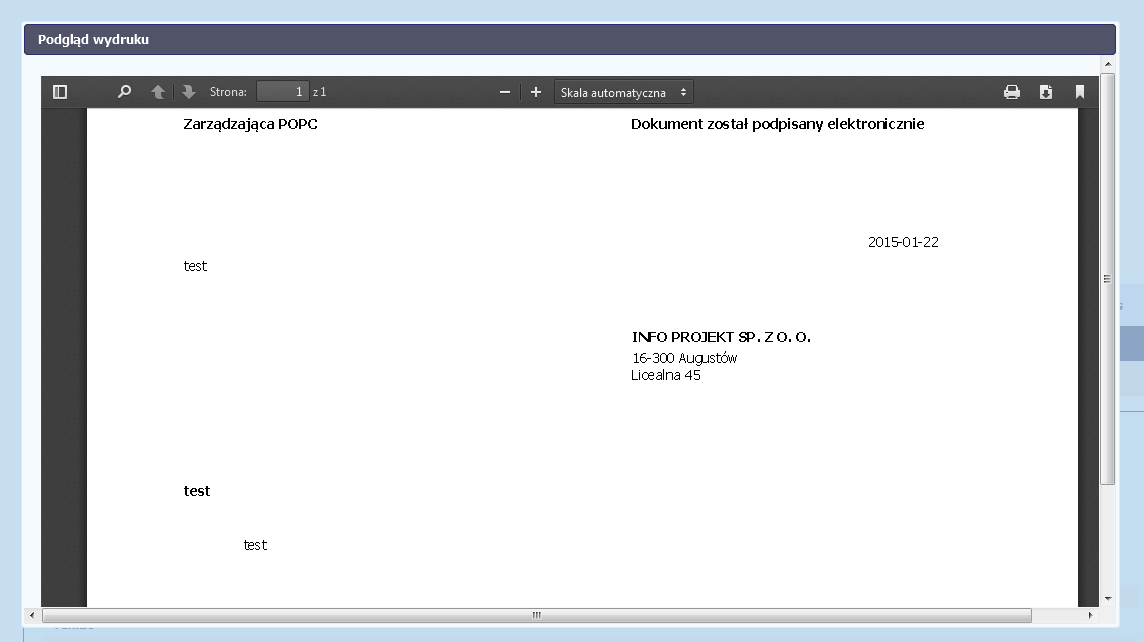 Podgląd wydruku
Strona: 1 z 1 Skala automatyczna
Zarządzająca POPC Dokument został podpisany elektronicznie
2015-01-22
test
INFO PROJEKT SP. Z O. O.
16-300 Augustów
Licealna 45
test
test